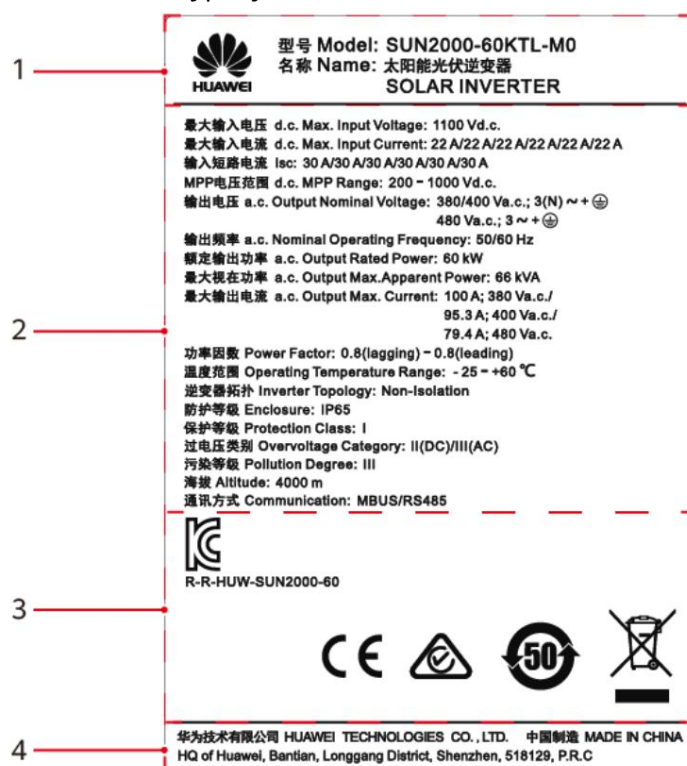 1
HUAWEI
型号 Model: SUN2000-60KTL-M0
名称 Name: 太阳能光伏逆变器
SOLAR INVERTER
2
最大输入电压 d.c. Max. Input Voltage: 1100 Vd.c.
最大输入电流 d.c. Max. Input Current: 22 A/22 A/22 A/22 A/22 A/22 A
输入短路电流 Isc: 30 A/30 A/30 A/30 A/30 A/30 A
MPP电压范围 d.c. MPP Range: 200 - 1000 Vd.c.
输出电压 a.c. Output Nominal Voltage: 380/400 Va.c.; 3(N) ~ +
480 Va.c.; 3 ~ +
输出频率 a.c. Nominal Operating Frequency: 50/60 Hz
额定输出功率 a.c. Output Rated Power: 60 kW
最大视在功率 a.c. Output Max.Apparent Power: 66 kVA
最大输出电流 a.c. Output Max. Current: 100 A; 380 Va.c./
95.3 A; 400 Va.c./
79.4 A; 480 Va.c.
功率因数 Power Factor: 0.8(lagging) - 0.8(leading)
温度范围 Operating Temperature Range: - 25 - +60 ℃
逆变器拓扑 Inverter Topology: Non-Isolation
防护等级 Enclosure: IP65
保护等级 Protection Class: I
过电压类别 Overvoltage Category: II(DC)/III(AC)
污染等级 Pollution Degree: III
海拔 Altitude: 4000 m
通讯方式 Communication: MBUS/RS485
3
R-R-HUW-SUN2000-60
CE
50
4
华为技术有限公司 HUAWEI TECHNOLOGIES CO., LTD. 中国制造 MADE IN CHINA
HQ of Huawei, Bantian, Longgang District, Shenzhen, 518129, P.R.C